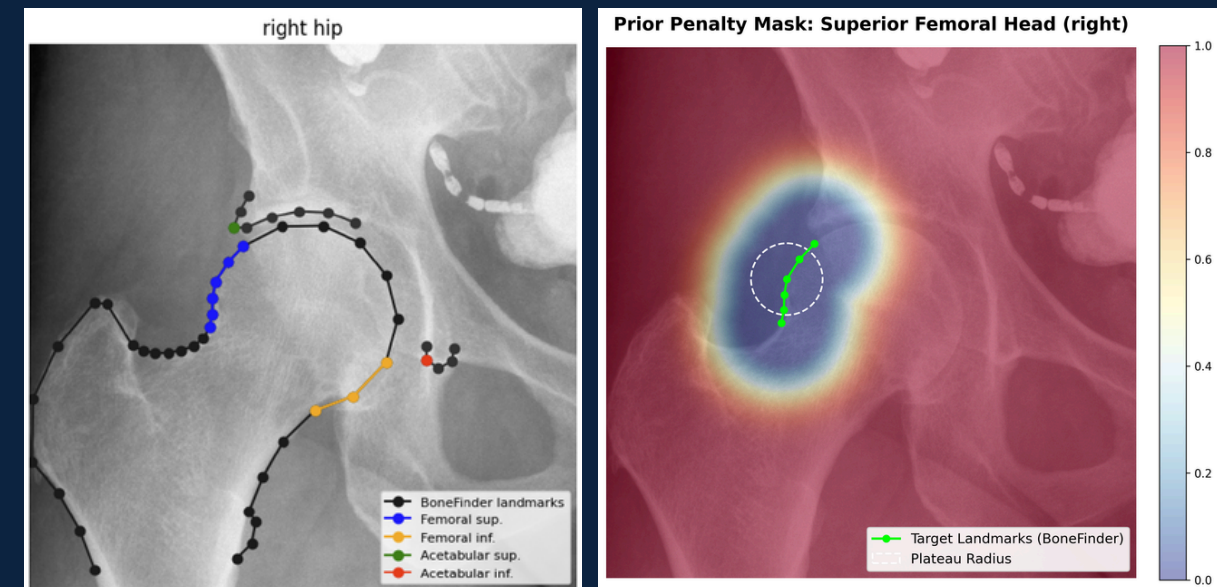 right hip
BoneFinder landmarks
Femoral sup.
Femoral inf.
Acetabular sup.
Acetabular inf.
Prior Penalty Mask: Superior Femoral Head (right)
Target Landmarks (BoneFinder)
Plateau Radius
1.0
0.8
0.6
0.4
0.2
0.0